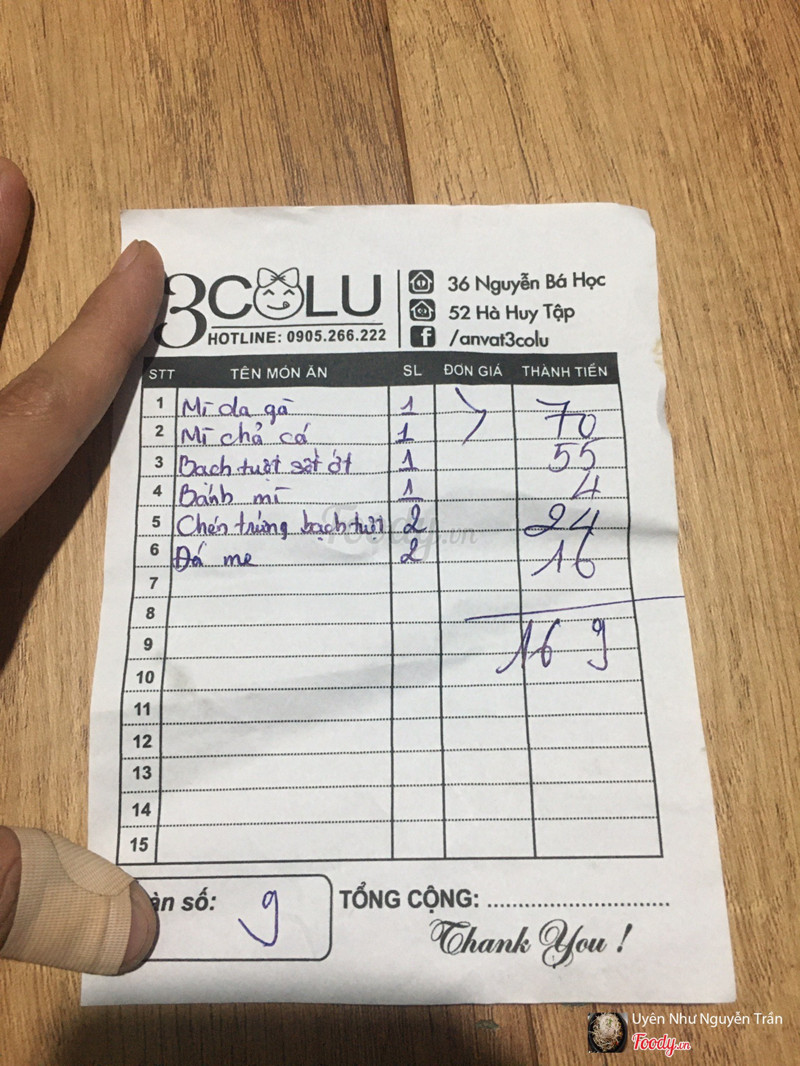 3COLU
HOTLINE: 0905.266.222
36 Nguyễn Bá Học
52 Hà Huy Tập
f /anvat3colu
STT TÊN MÓN ĂN SL ĐƠN GIÁ THÀNH TIỀN
1 Mì da gà 1
2 Mì chả cá 1 70
3 Bạch tuột sốt ớt 1 55
4 Bánh mì 1 4
5 Chén trứng bạch tuột 2 24
6 Đá me 2 16
7
8
9 169
10
11
12
13
14
15
àn số: 9 TỔNG CỘNG: ..............................
Thank You !
Foody.vn
Uyên Như Nguyễn Trần
Foody.vn